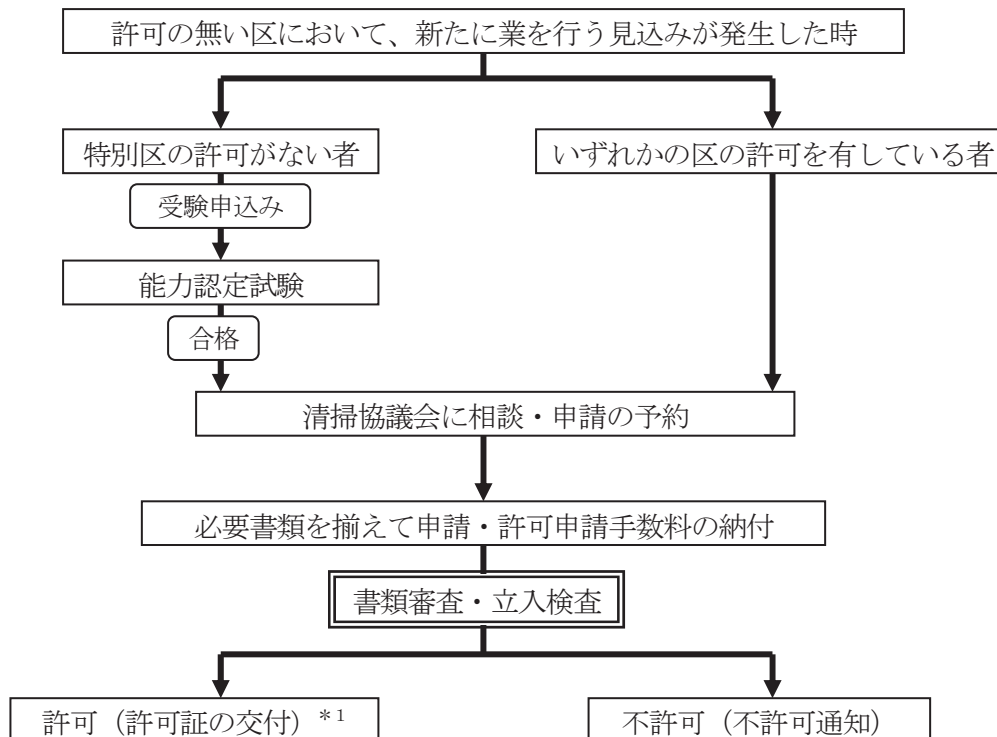 許可の無い区において、新たに業を行う見込みが発生した時
特別区の許可がない者
いずれかの区の許可を有している者
受験申込み
能力認定試験
合格
清掃協議会に相談・申請の予約
必要書類を揃えて申請・許可申請手数料の納付
書類審査・立入検査
許可（許可証の交付）＊1
不許可（不許可通知）